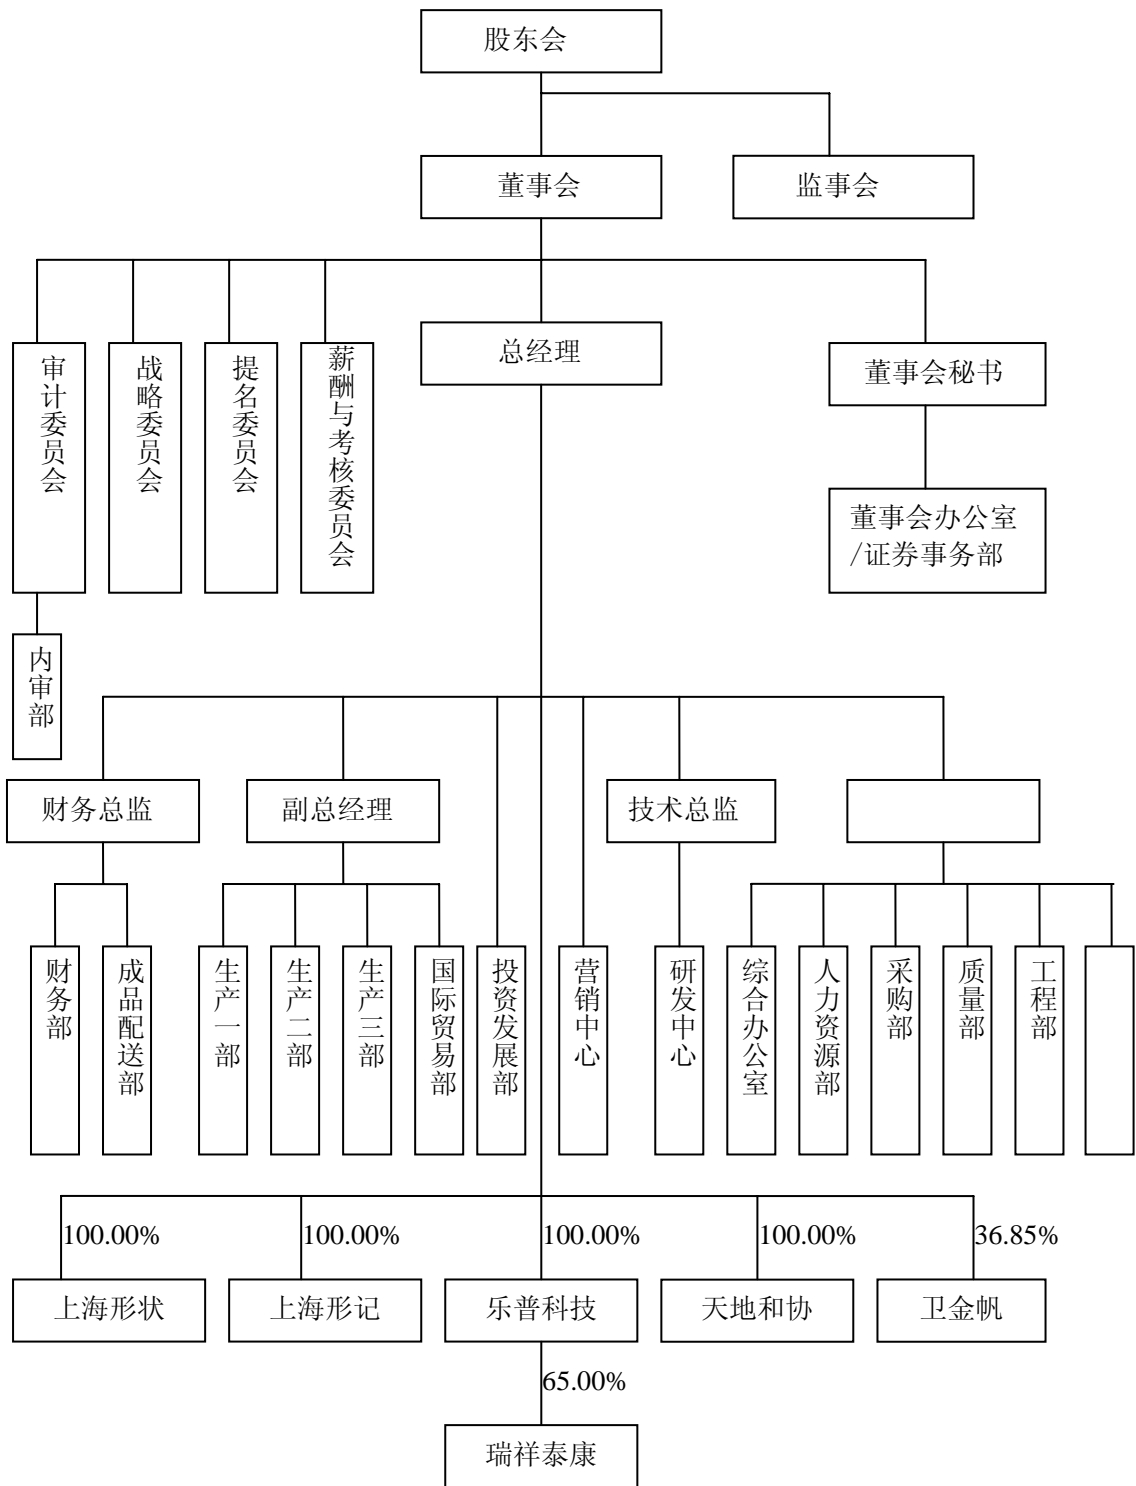 股东会
董事会
监事会
总经理
董事会秘书
审计委员会
战略委员会
提名委员会
薪酬与考核委员会
董事会办公室
/证券事务部
内审部
财务总监
副总经理
技术总监
财务部
成品配送部
生产一部
生产二部
生产三部
国际贸易部
投资发展部
营销中心
研发中心
综合办公室
人力资源部
采购部
质量部
工程部
100.00%
100.00%
100.00%
100.00%
36.85%
上海形状
上海形记
乐普科技
天地和协
卫金帆
65.00%
瑞祥泰康